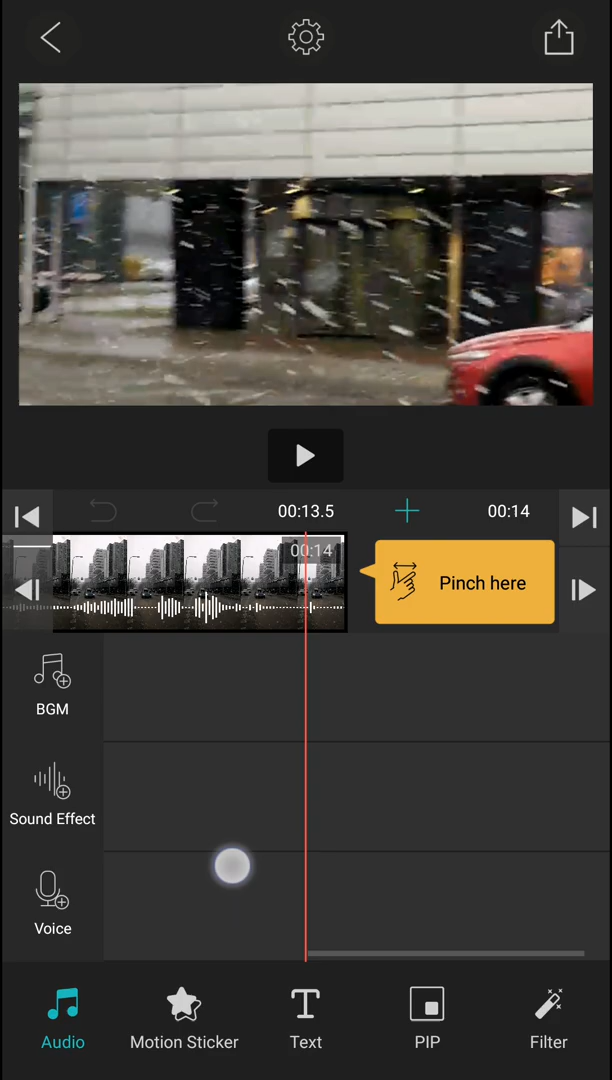 00:13.5
00:14
00:14
Pinch here
BGM
Sound Effect
Voice
Audio
Motion Sticker
Text
PIP
Filter